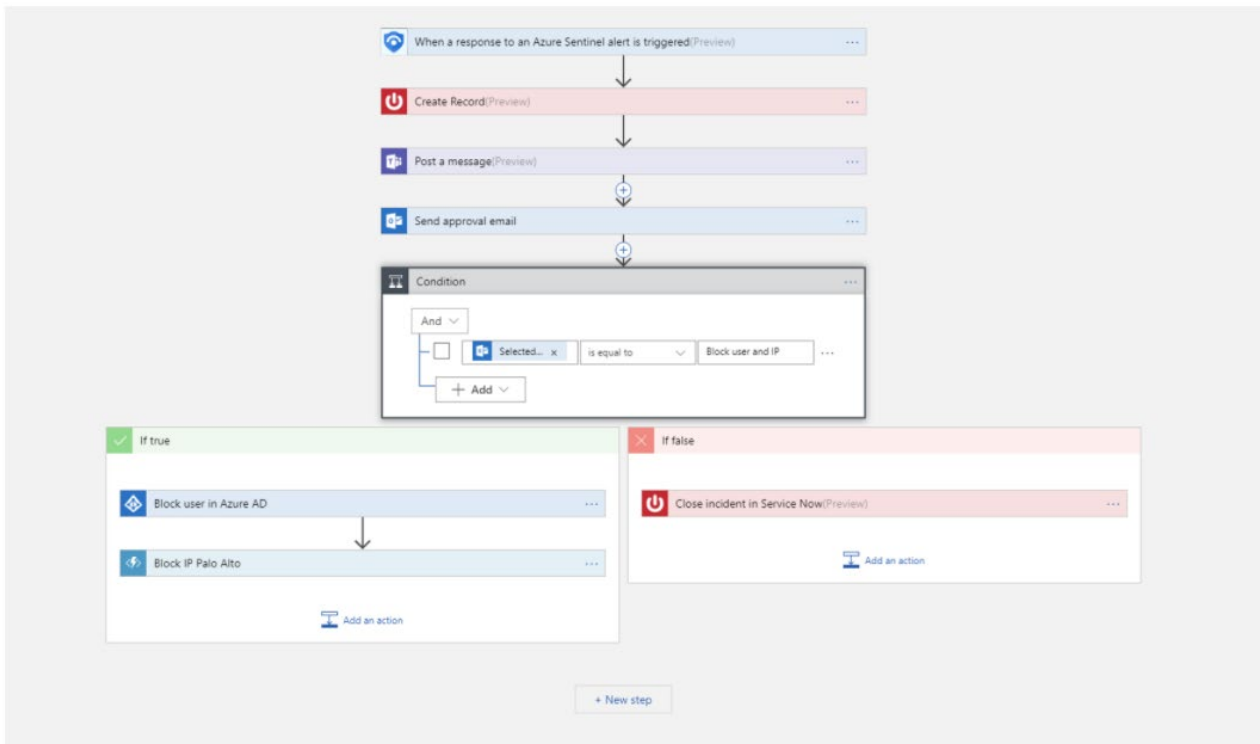 When a response to an Azure Sentinel alert is triggered(Preview)
Create Record(Preview)
Post a message(Preview)
Send approval email
Condition
And
Selected... x is equal to Block user and IP
+ Add
If true
Block user in Azure AD
Block IP Palo Alto
Add an action
If false
Close incident in Service Now(Preview)
Add an action
+ New step